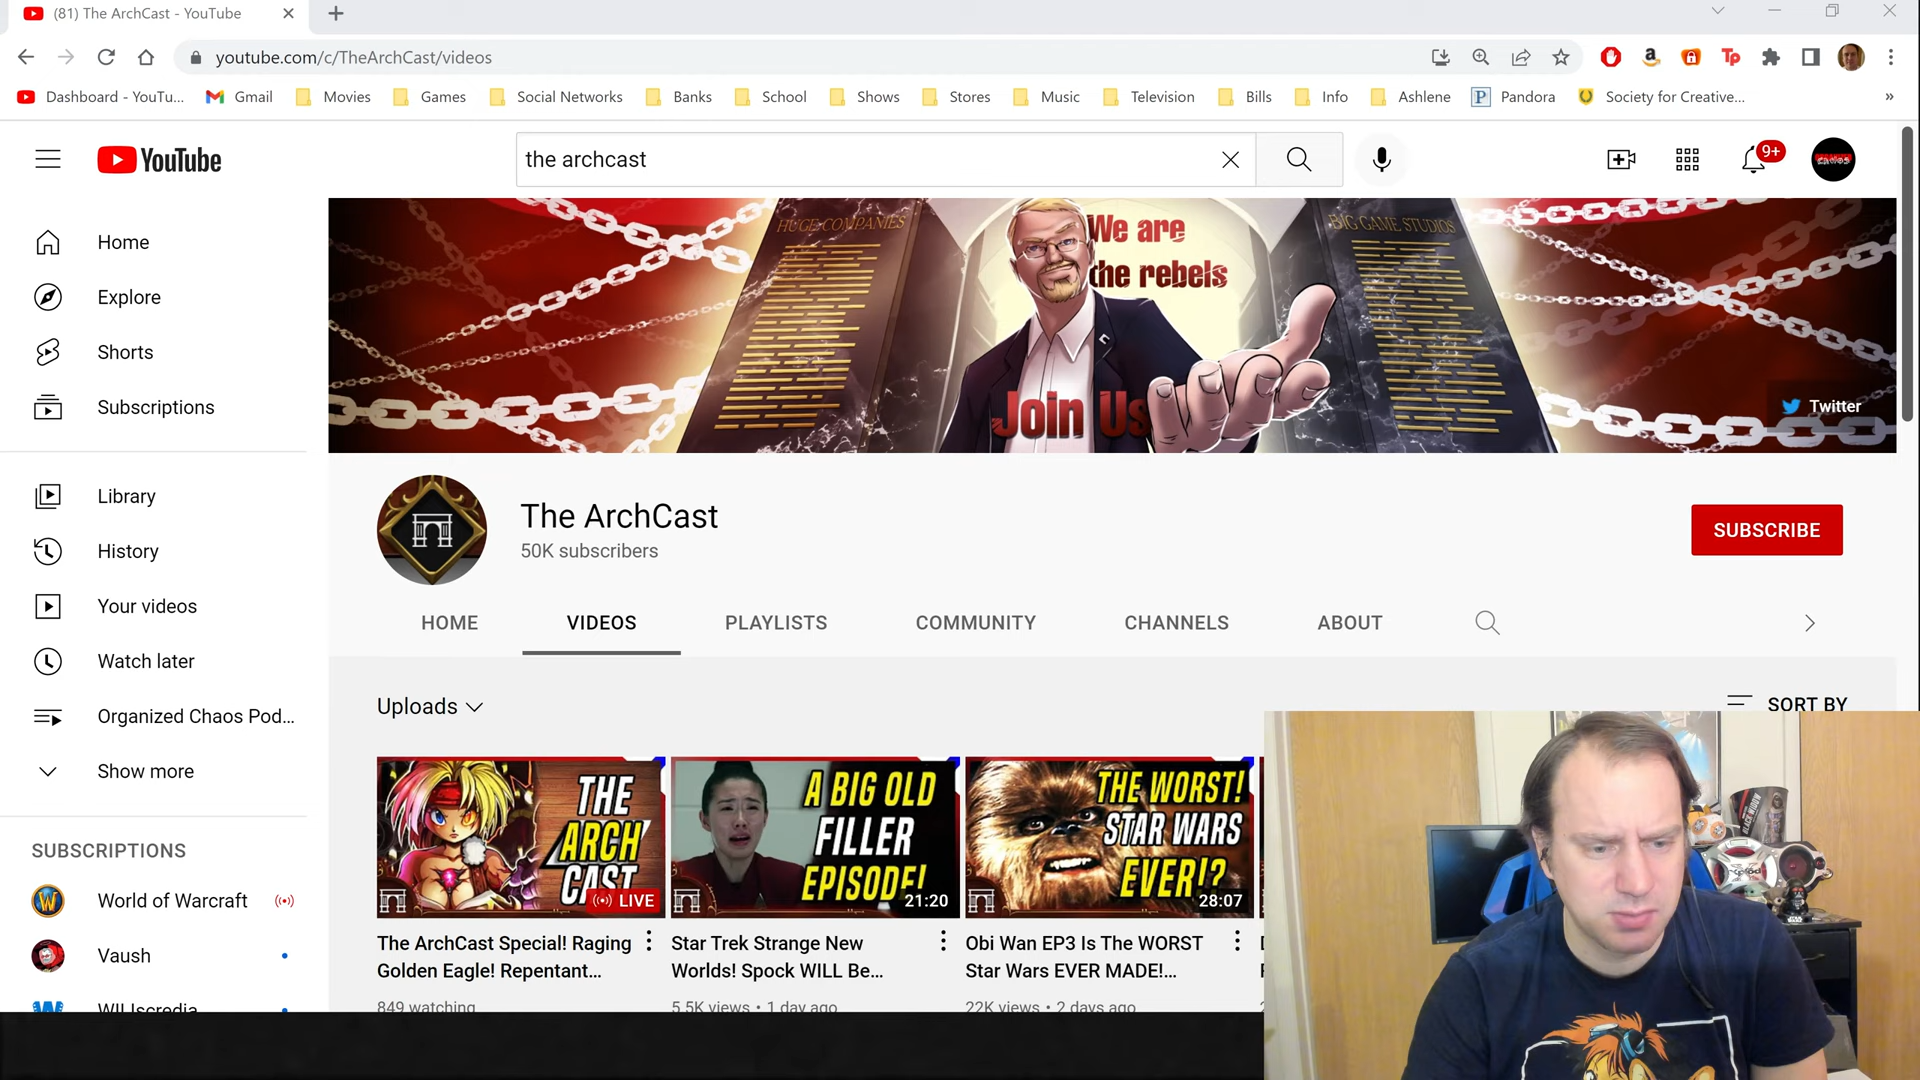 (81) The ArchCast - YouTube
youtube.com/c/TheArchCast/videos
Tp
Dashboard - YouTu...
Gmail
Movies
Games
Social Networks
Banks
School
Shows
Stores
Music
Television
Bills
Info
Ashlene
Pandora
Society for Creative...
»
YouTube
the archcast
9+
Home
Explore
Shorts
Subscriptions
Library
History
Your videos
Watch later
Organized Chaos Pod...
Show more
SUBSCRIPTIONS
World of Warcraft
Vaush
HUGE COMPANIES
We are
the rebels
BIG GAME STUDIOS
Join Us
Twitter
The ArchCast
50K subscribers
SUBSCRIBE
HOME
VIDEOS
PLAYLISTS
COMMUNITY
CHANNELS
ABOUT
Uploads
SORT BY
THE
ARCH
CAST
LIVE
A BIG OLD
FILLER
EPISODE!
21:20
THE WORST!
STAR WARS
EVER!?
28:07
The ArchCast Special! Raging
Golden Eagle! Repentant...
849 watching
Star Trek Strange New
Worlds! Spock WILL Be...
5.5K views • 1 day ago
Obi Wan EP3 Is The WORST
Star Wars EVER MADE!...
22K views • 2 days ago
BLACK WIDOW